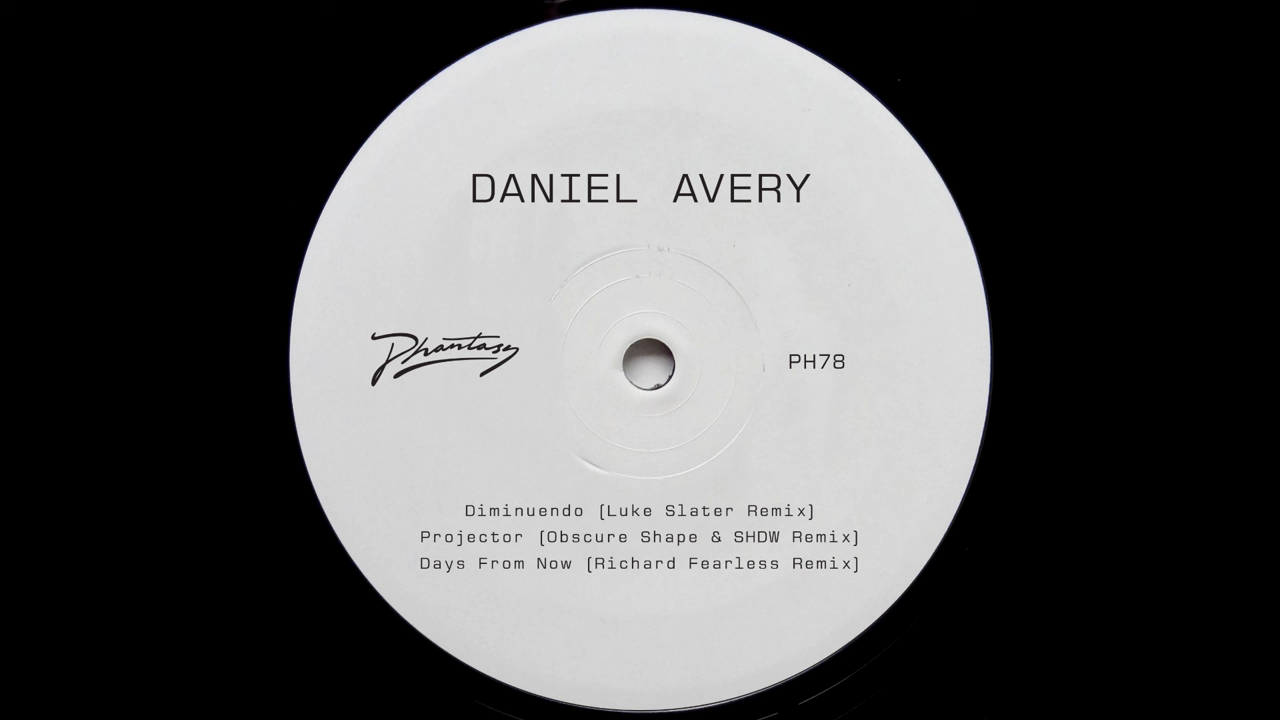 DANIEL AVERY
Phantasy
PH78
Diminuendo [Luke Slater Remix]
Projector [Obscure Shape & SHDW Remix]
Days From Now [Richard Fearless Remix]